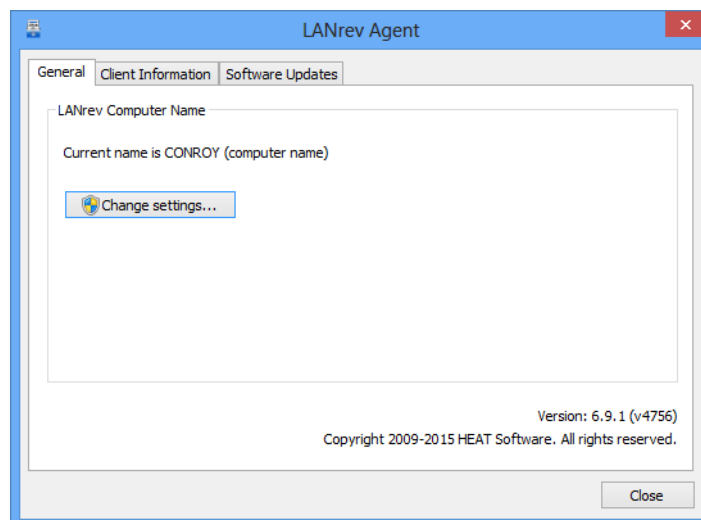 LANrev Agent
General
Client Information
Software Updates
LANrev Computer Name
Current name is CONROY (computer name)
Change settings...
Version: 6.9.1 (v4756)
Copyright 2009-2015 HEAT Software. All rights reserved.
Close